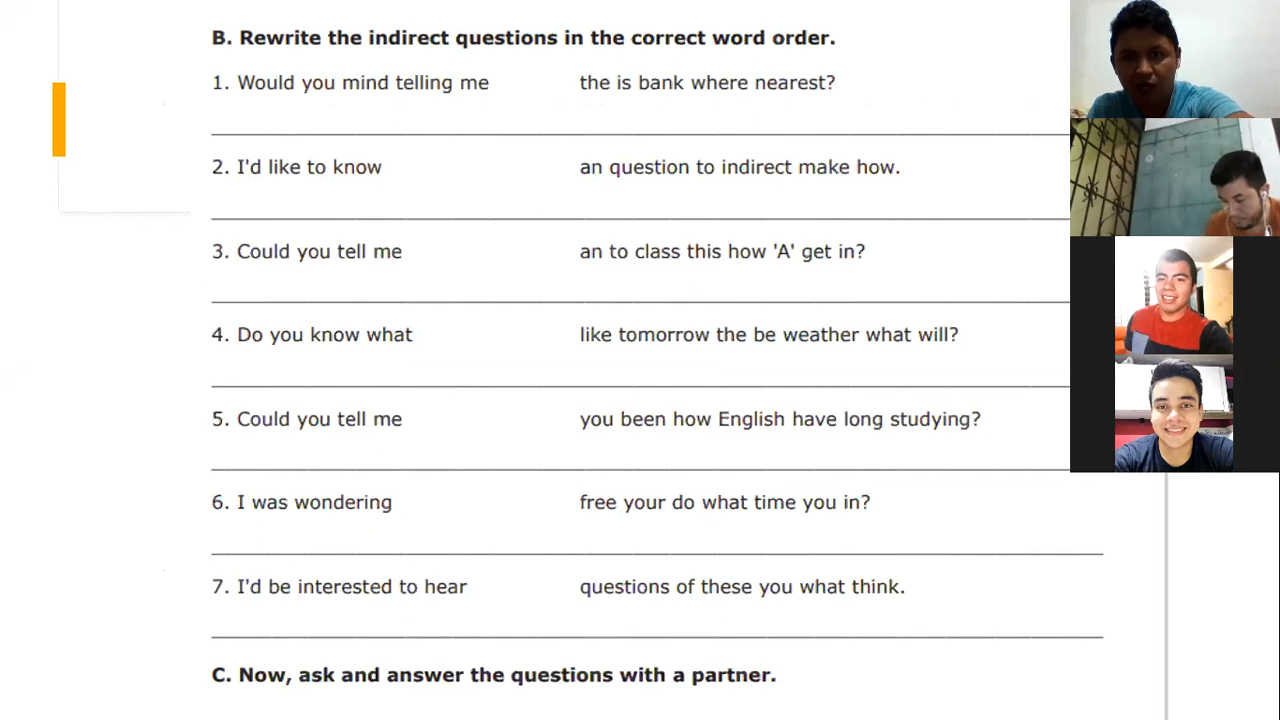 B. Rewrite the indirect questions in the correct word order.
1. Would you mind telling me the is bank where nearest?
2. I'd like to know an question to indirect make how.
3. Could you tell me an to class this how 'A' get in?
4. Do you know what like tomorrow the be weather what will?
5. Could you tell me you been how English have long studying?
6. I was wondering free your do what time you in?
7. I'd be interested to hear questions of these you what think.
C. Now, ask and answer the questions with a partner.